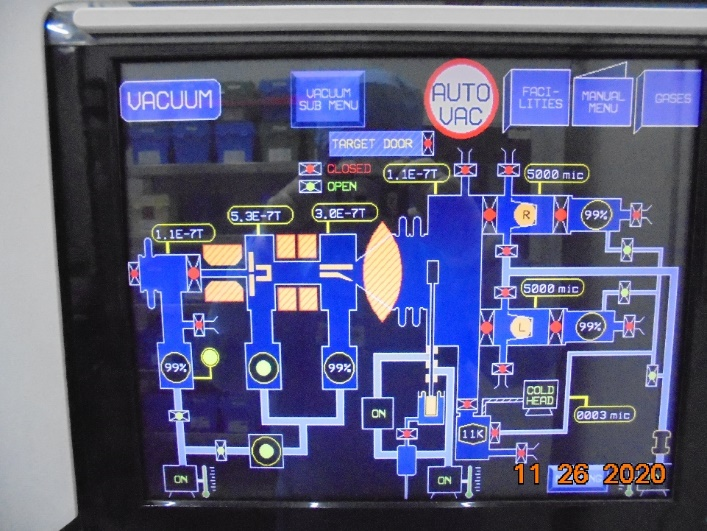 VACUUM
VACUUM
SUB MENU
AUTO
VAC
FACI-
LITIES
MANUAL
MENU
GASES
TARGET DOOR
CLOSED
OPEN
1.1E-7T
5000 mic
5.3E-7T
3.0E-7T
R
99%
1.1E-7T
5000 mic
L
99%
99%
99%
COLD
HEAD
ON
0003 mic
11K
ON
ON
11 26 2020